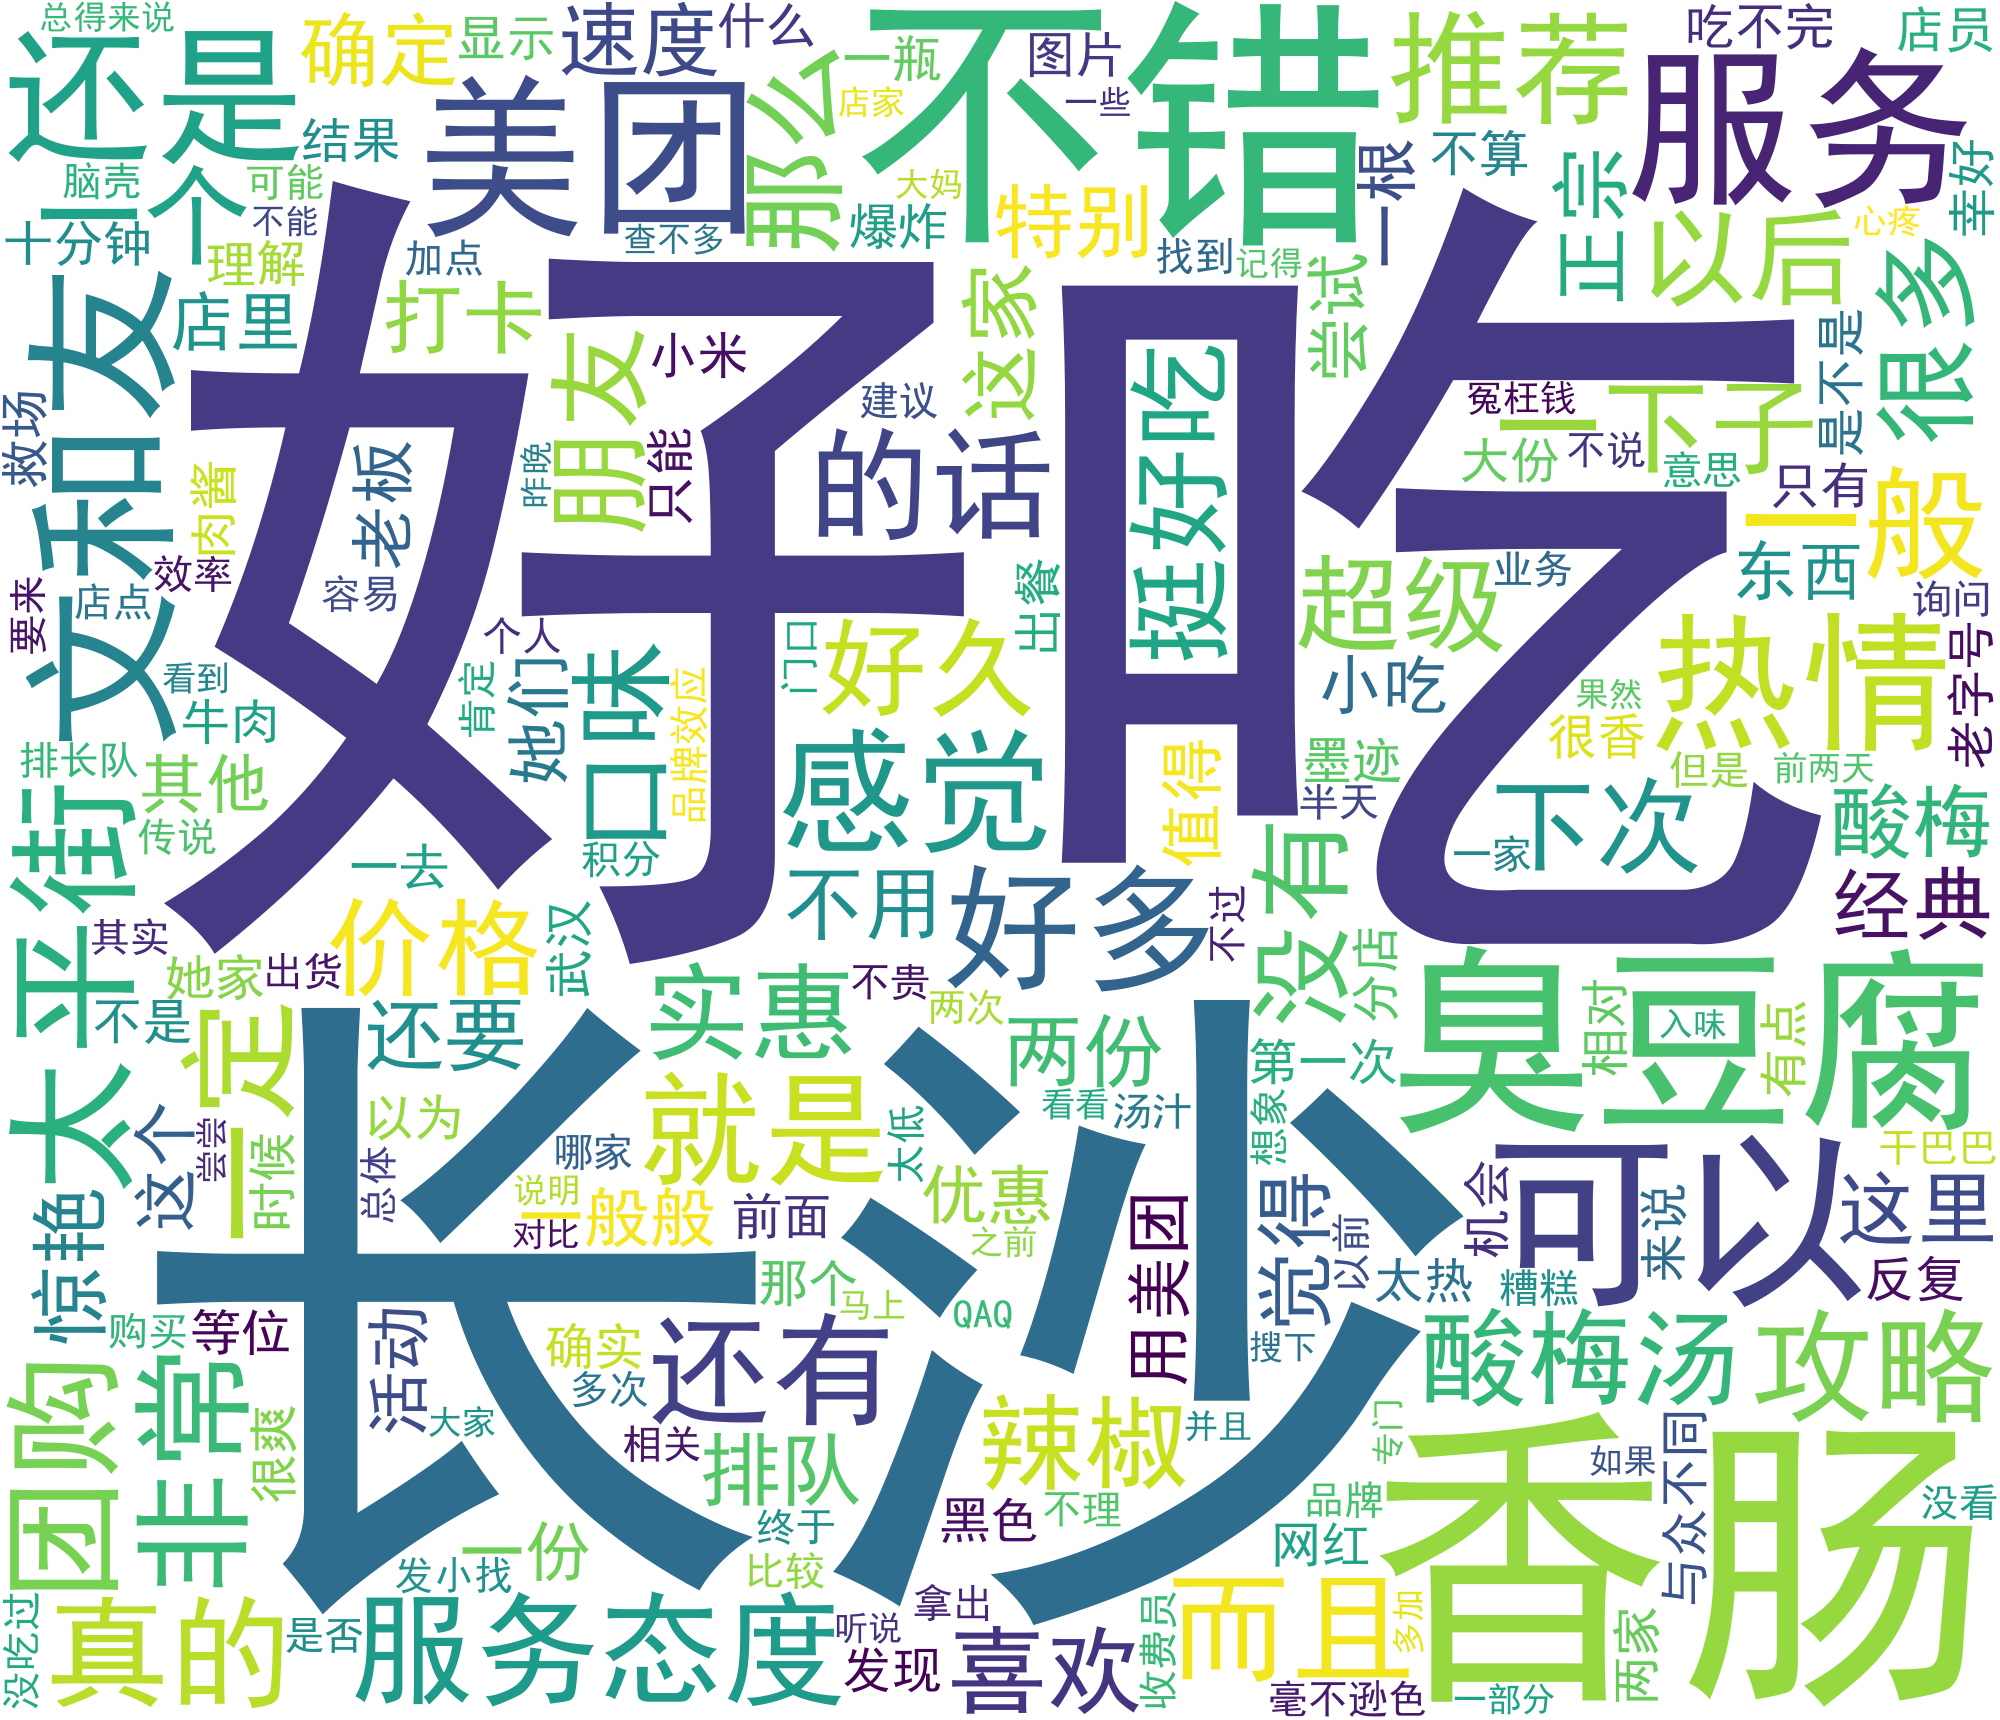 总得来说
还是
确定
显示
速度
什么
那么
一瓶
店家
不错
图片
一些
推荐
服务
吃不完
店员
美团
结果
脑壳
可能
一个
不能
十分钟
理解
加点
查不多
大妈
爆炸
特别
找到
记得
一根
不算
正宗
以后
心疼
幸好
很多
文和友
店里
打卡
朋友
小米
这家
尝试
建议
好吃
的话
挺好吃
冤枉钱
一下子
大份
不说
意思
是不是
只有
一般
救场
肉酱
老板
昨晚
只能
要来
效率
店点
容易
看到
牛肉
个人
她们
肯定
口味
品牌效应
门口
好久
出餐
超级
业务
东西
询问
小吃
热情
老字号
很香
果然
但是
前两天
排长队
其他
传说
感觉
值得
墨迹
半天
下次
一家
酸梅
经典
太平街
一去
积分
不用
好多
没有
其实
她家
出货
价格
武汉
不贵
两次
不过
分店
臭豆腐
相对
入味
有点
不是
一定
还要
实惠
两份
第一次
长沙
就是
看看
汤汁
想象
太低
以为
时候
这个
尝尝
总体
哪家
说明
对比
一般般
前面
优惠
之前
用美团
觉得
以前
可以
机会
来说
这里
干巴巴
反复
太热
糟糕
惊艳
购买
等位
活动
那个
马上
QAQ
搜下
确实
多次
还有
酸梅汤
攻略
团购
非常
很爽
大家
相关
排队
辣椒
并且
专门
香肠
如果
与众不同
没看
黑色
不理
品牌
网红
终于
比较
一份
发小找
没吃过
真的
是否
服务态度
听说
拿出
发现
喜欢
收费员
而且
多加
毫不逊色
一部分
两家